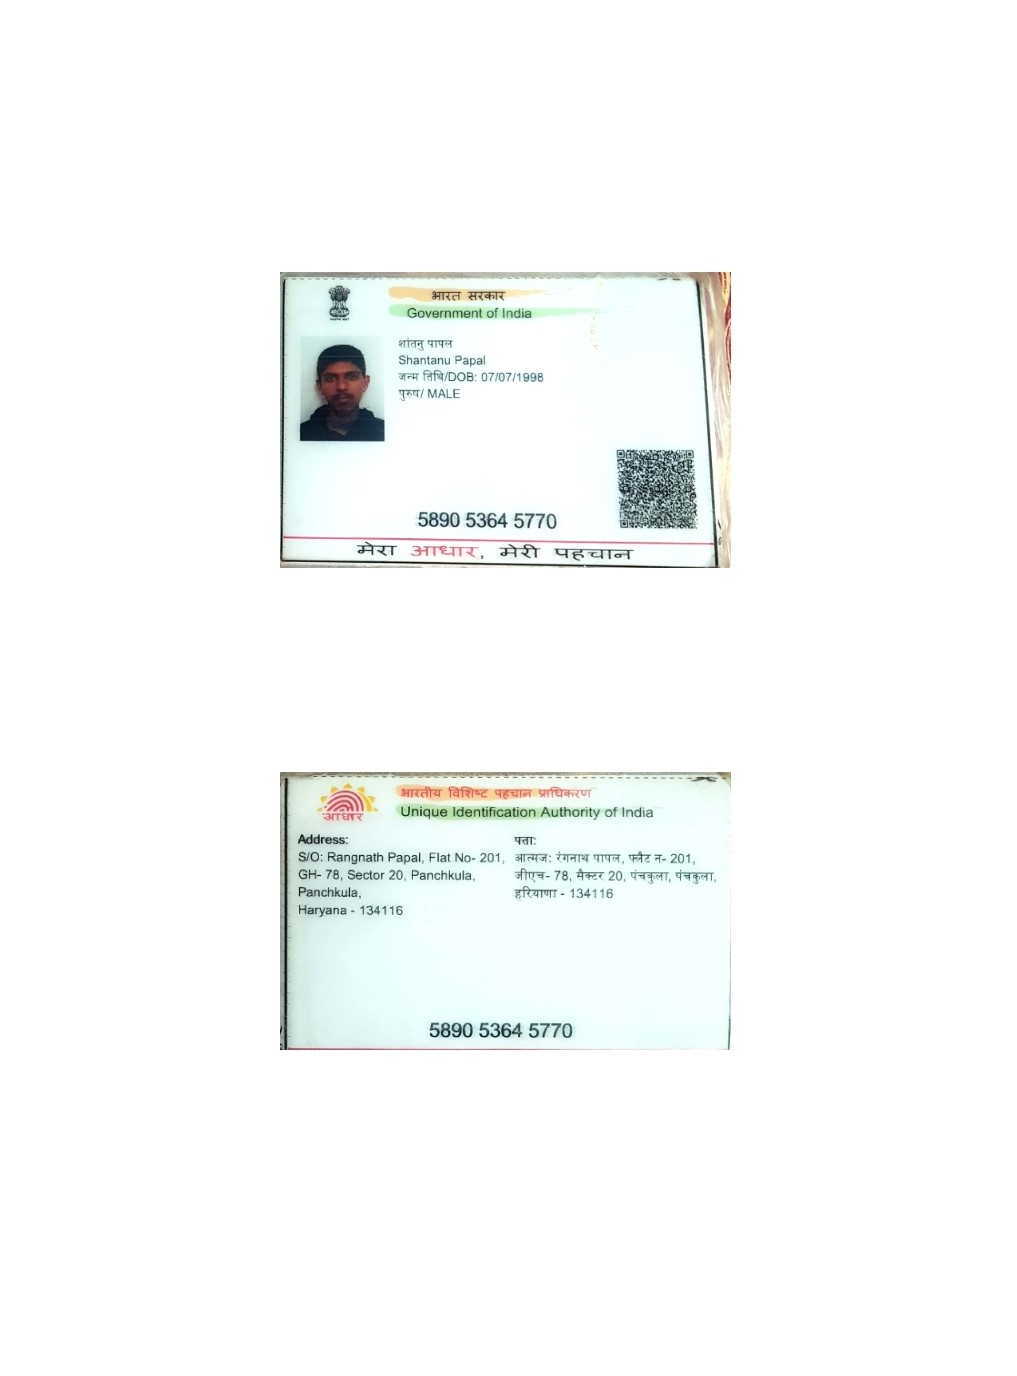 भारत सरकार
Government of India
शांतनु पापल
Shantanu Papal
जन्म तिथि/DOB: 07/07/1998
पुरुष/ MALE
5890 5364 5770
मेरा आधार, मेरी पहचान
भारतीय विशिष्ट पहचान प्राधिकरण
Unique Identification Authority of India
आधार
Address:
S/O: Rangnath Papal, Flat No- 201,
GH- 78, Sector 20, Panchkula,
Panchkula,
Haryana - 134116
पता:
आत्मज: रंगनाथ पापल, फ्लैट न- 201,
जीएच- 78, सैक्टर 20, पंचकुला, पंचकुला,
हरियाणा - 134116
5890 5364 5770